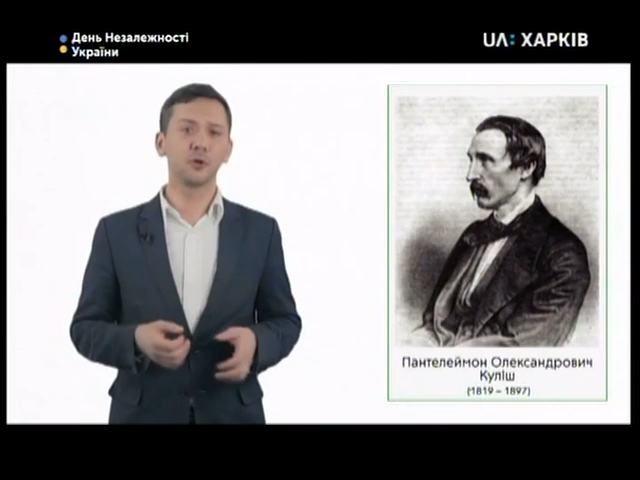 День Незалежності
України
UA: ХАРКІВ
Пантелеймон Олександрович
Куліш
(1819 – 1897)